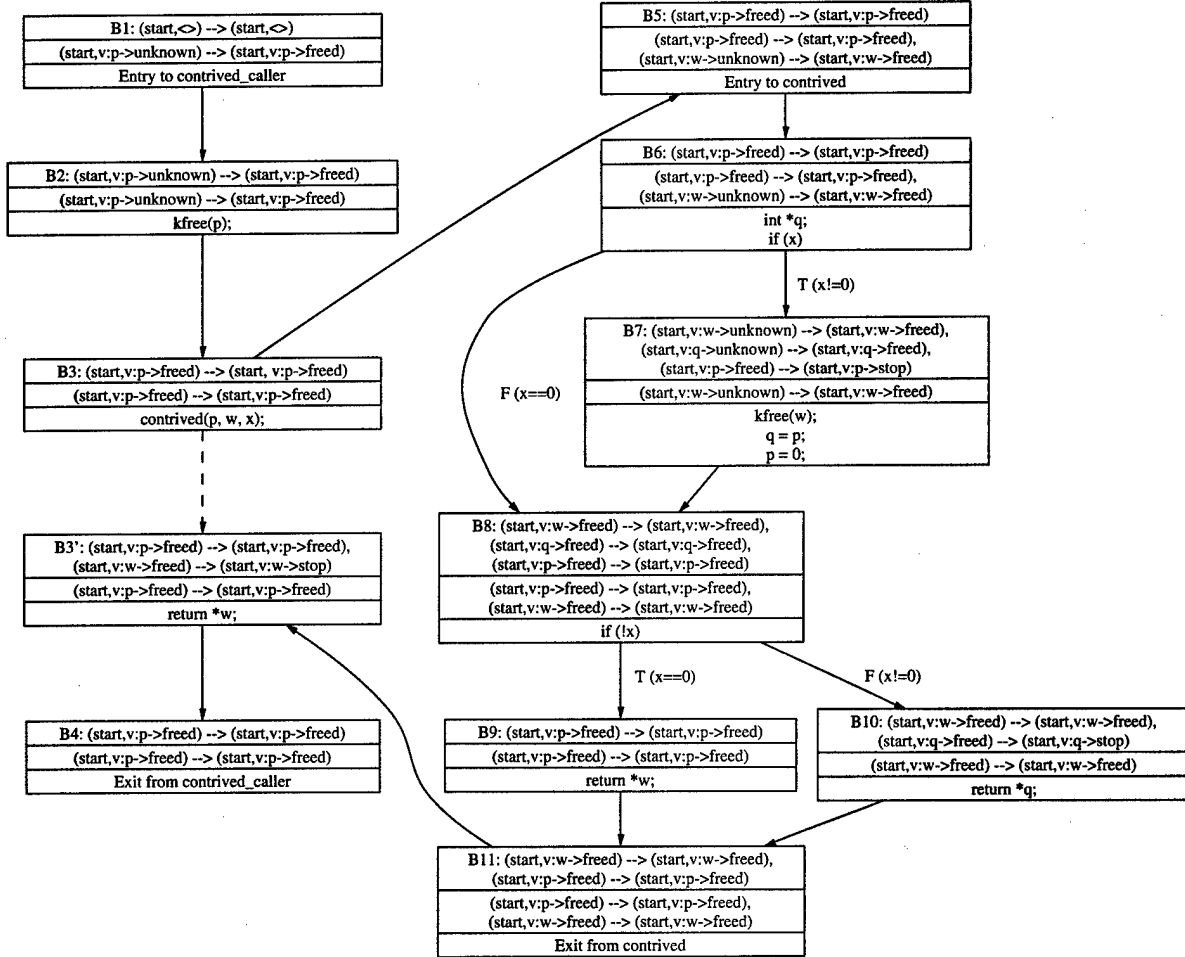 B1: (start,<>) --> (start,<>)
(start,v:p->unknown) --> (start,v:p->freed)
Entry to contrived_caller
B2: (start,v:p->unknown) --> (start,v:p->freed)
(start,v:p->unknown) --> (start,v:p->freed)
kfree(p);
B3: (start,v:p->freed) --> (start, v:p->freed)
(start,v:p->freed) --> (start,v:p->freed)
contrived(p, w, x);
B3': (start,v:p->freed) --> (start,v:p->freed),
(start,v:w->freed) --> (start,v:w->stop)
(start,v:p->freed) --> (start,v:p->freed)
return *w;
B4: (start,v:p->freed) --> (start,v:p->freed)
(start,v:p->freed) --> (start,v:p->freed)
Exit from contrived_caller
B5: (start,v:p->freed) --> (start,v:p->freed)
(start,v:p->freed) --> (start,v:p->freed),
(start,v:w->unknown) --> (start,v:w->freed)
Entry to contrived
B6: (start,v:p->freed) --> (start,v:p->freed)
(start,v:p->freed) --> (start,v:p->freed),
(start,v:w->unknown) --> (start,v:w->freed)
int *q;
if (x)
T (x!=0)
F (x==0)
B7: (start,v:w->unknown) --> (start,v:w->freed),
(start,v:q->unknown) --> (start,v:q->freed),
(start,v:p->freed) --> (start,v:p->stop)
(start,v:w->unknown) --> (start,v:w->freed)
kfree(w);
q = p;
p = 0;
B8: (start,v:w->freed) --> (start,v:w->freed),
(start,v:q->freed) --> (start,v:q->freed),
(start,v:p->freed) --> (start,v:p->freed)
(start,v:p->freed) --> (start,v:p->freed),
(start,v:w->freed) --> (start,v:w->freed)
if (!x)
T (x==0)
F (x!=0)
B9: (start,v:p->freed) --> (start,v:p->freed)
(start,v:p->freed) --> (start,v:p->freed)
return *w;
B10: (start,v:w->freed) --> (start,v:w->freed),
(start,v:q->freed) --> (start,v:q->stop)
(start,v:w->freed) --> (start,v:w->freed)
return *q;
B11: (start,v:w->freed) --> (start,v:w->freed),
(start,v:p->freed) --> (start,v:p->freed)
(start,v:p->freed) --> (start,v:p->freed),
(start,v:w->freed) --> (start,v:w->freed)
Exit from contrived